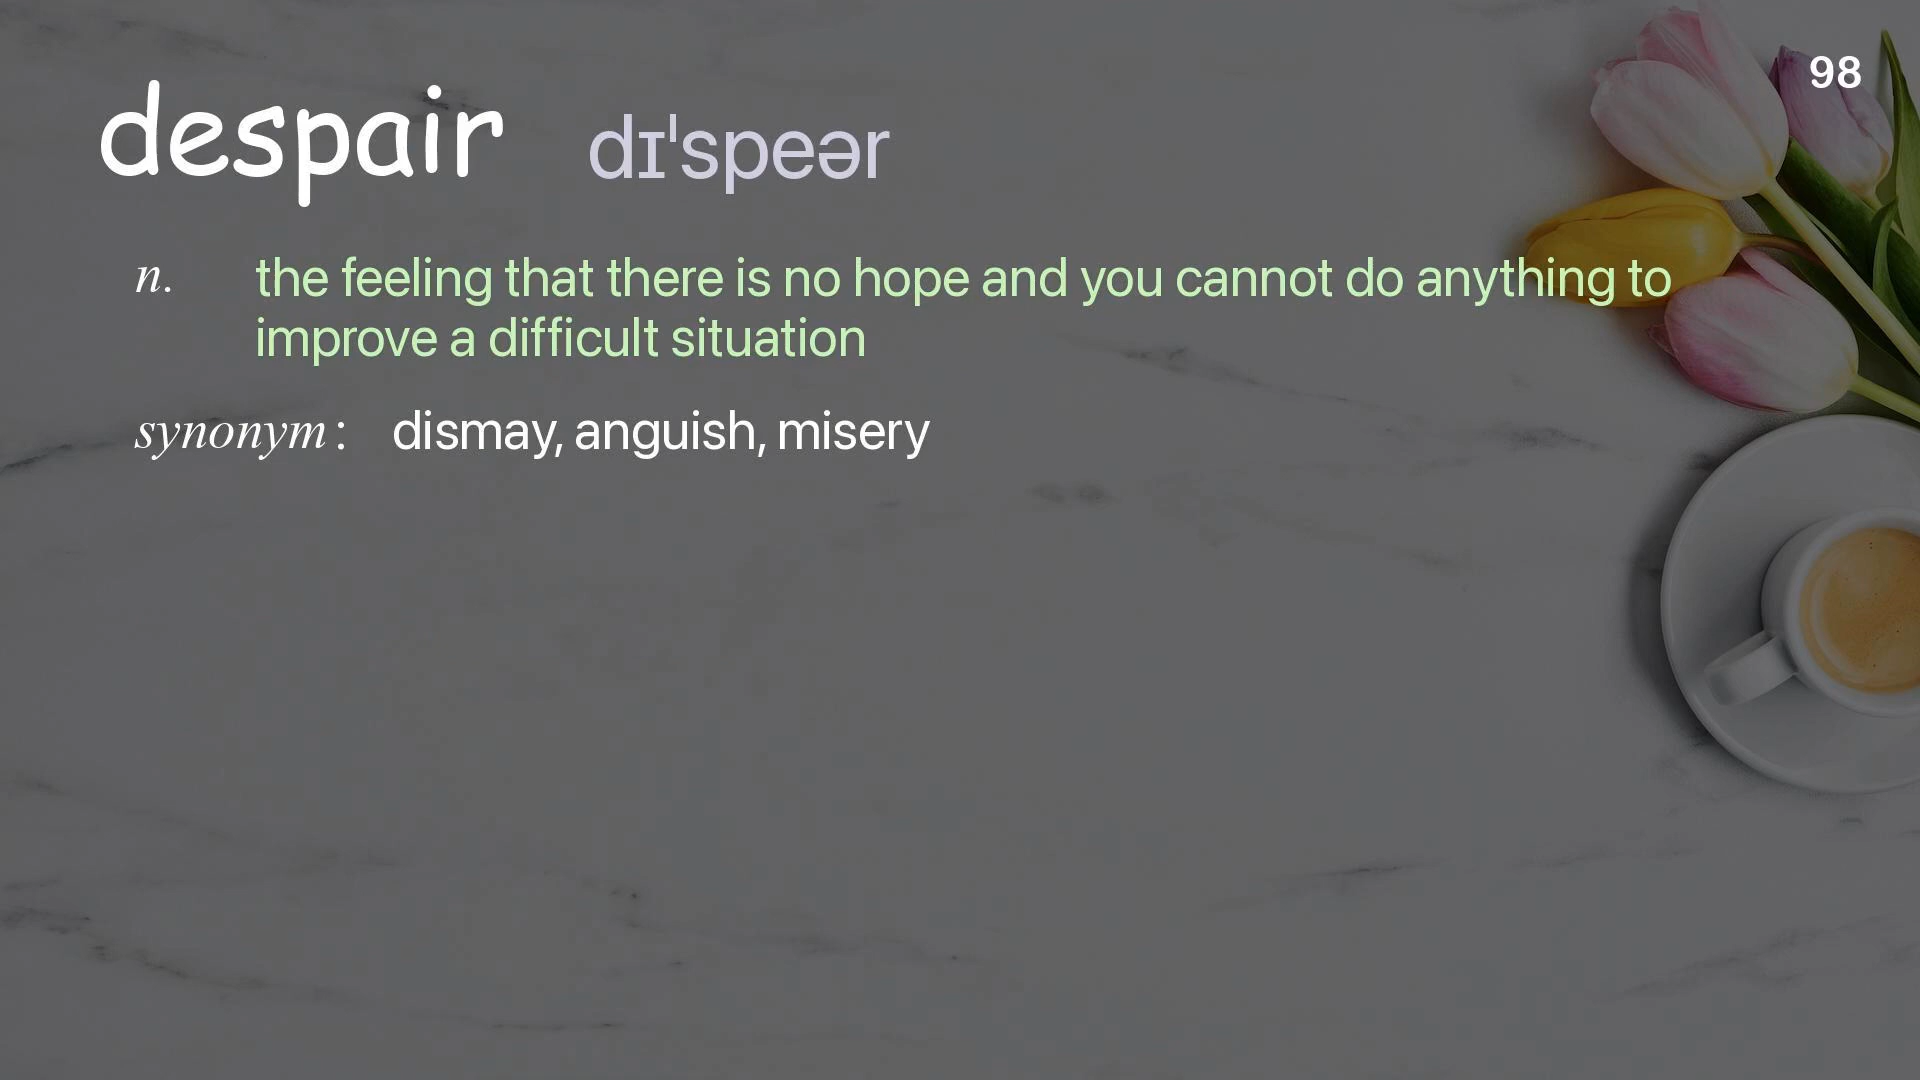 98
despair dɪˈspeər
n. the feeling that there is no hope and you cannot do anything to
improve a difficult situation
synonym: dismay, anguish, misery